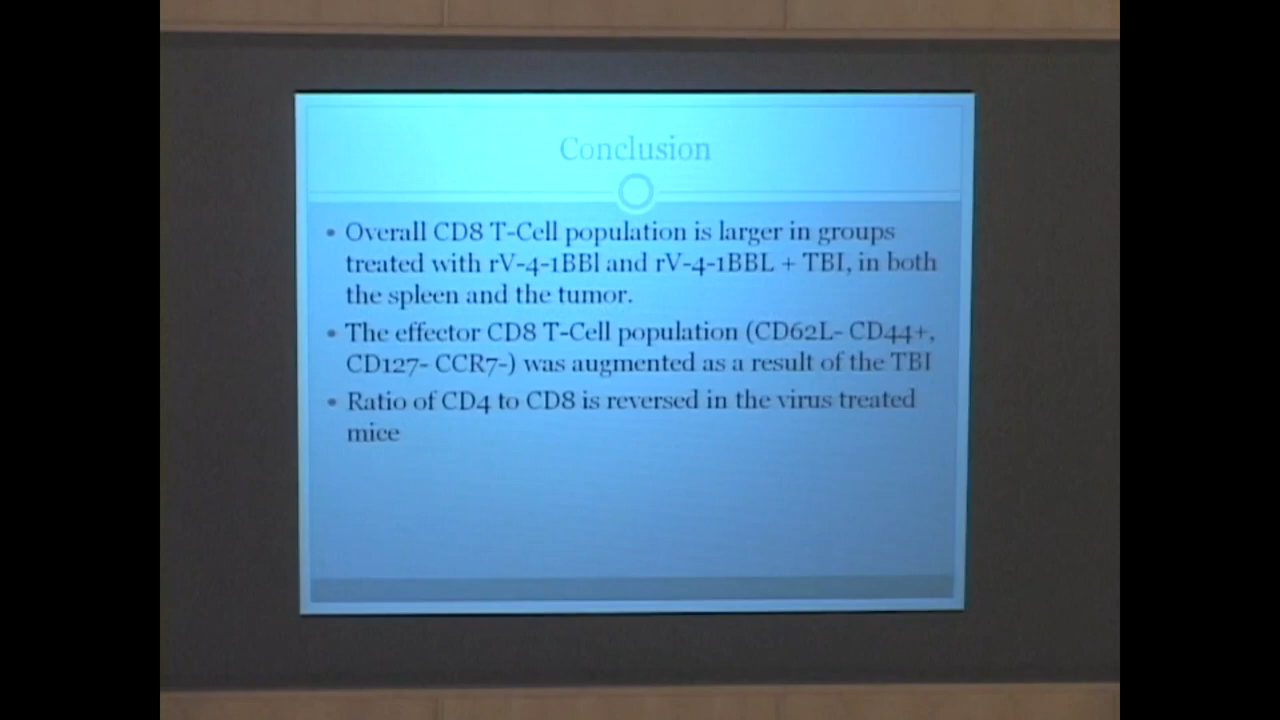 Conclusion
• Overall CD8 T-Cell population is larger in groups
treated with rV-4-1BBl and rV-4-1BBL + TBI, in both
the spleen and the tumor.
• The effector CD8 T-Cell population (CD62L- CD44+,
CD127- CCR7-) was augmented as a result of the TBI
• Ratio of CD4 to CD8 is reversed in the virus treated
mice